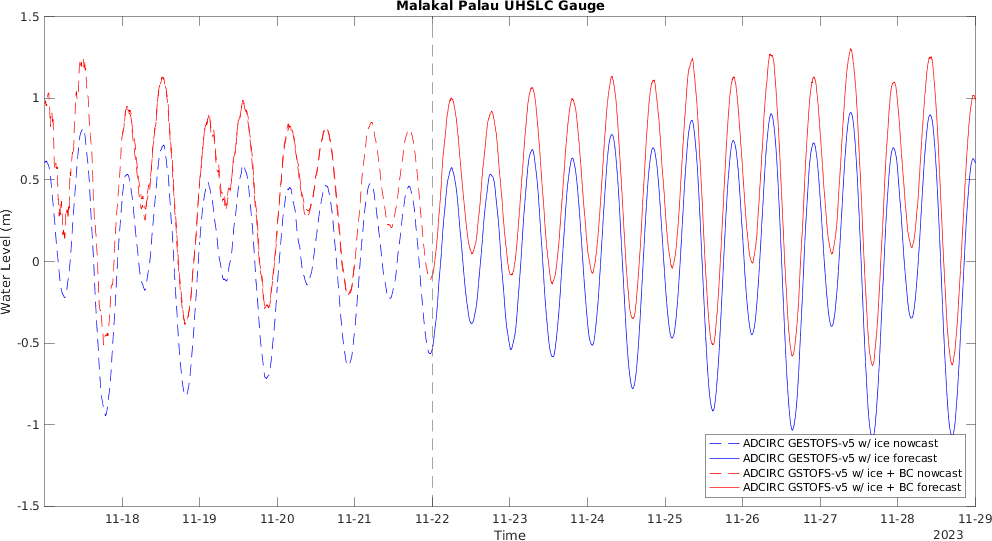 Malakal Palau UHSLC Gauge
Water Level (m)
1.5
1
0.5
0
-0.5
-1
-1.5
ADCIRC GESTOFS-v5 w/ ice nowcast
ADCIRC GESTOFS-v5 w/ ice forecast
ADCIRC GSTOFS-v5 w/ ice + BC nowcast
ADCIRC GSTOFS-v5 w/ ice + BC forecast
11-18 11-19 11-20 11-21 11-22 11-23 11-24 11-25 11-26 11-27 11-28 11-29
Time
2023